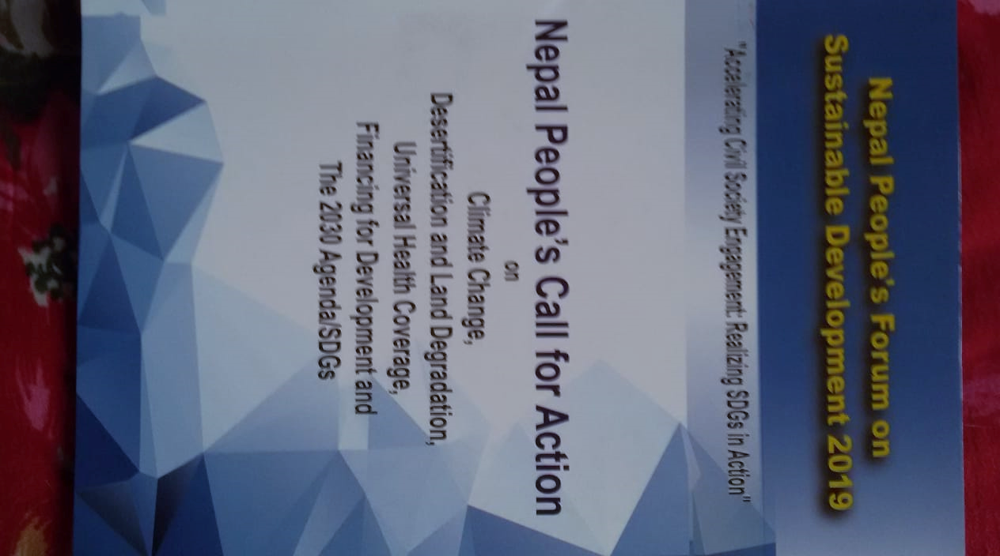 Nepal People's Forum on
Sustainable Development 2019
"Accelerating Civil Society Engagement: Realizing SDGs in Action"
Nepal People's Call for Action
on
Climate Change,
Desertification and Land Degradation,
Universal Health Coverage,
Financing for Development and
The 2030 Agenda/SDGs